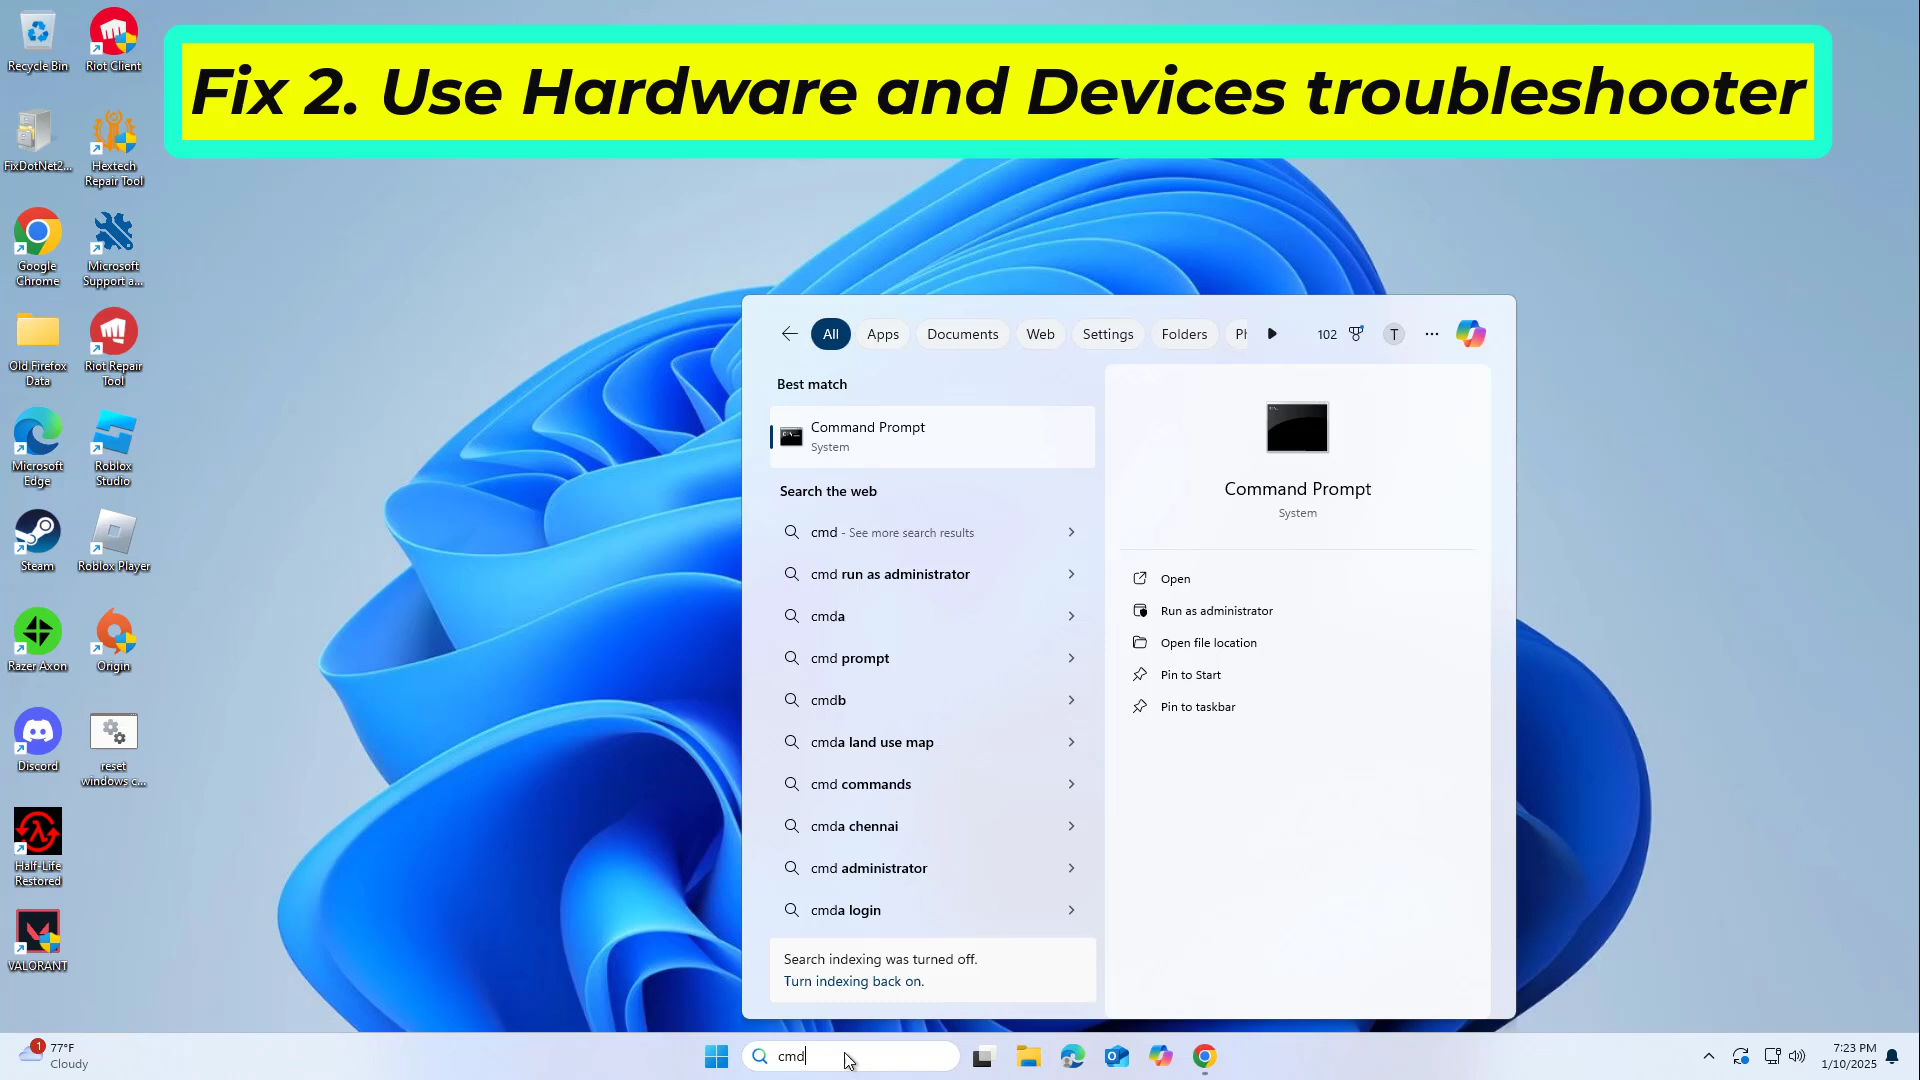 Fix 2. Use Hardware and Devices troubleshooter
Recycle Bin
Riot Client
FixDotNet2...
Hextech
Repair Tool
Google
Chrome
Microsoft
Support a...
Old Firefox
Data
Riot Repair
Tool
Microsoft
Edge
Roblox
Studio
Steam
Roblox Player
Razer Axon
Origin
Discord
reset
windows c...
Half-Life
Restored
VALORANT
All
Apps
Documents
Web
Settings
Folders
Ph
102
T
Best match
Command Prompt
System
Search the web
cmd - See more search results
cmd run as administrator
cmda
cmd prompt
cmdb
cmda land use map
cmd commands
cmda chennai
cmd administrator
cmda login
Search indexing was turned off.
Turn indexing back on.
Command Prompt
System
Open
Run as administrator
Open file location
Pin to Start
Pin to taskbar
1
77°F
Cloudy
cmd
7:23 PM
1/10/2025